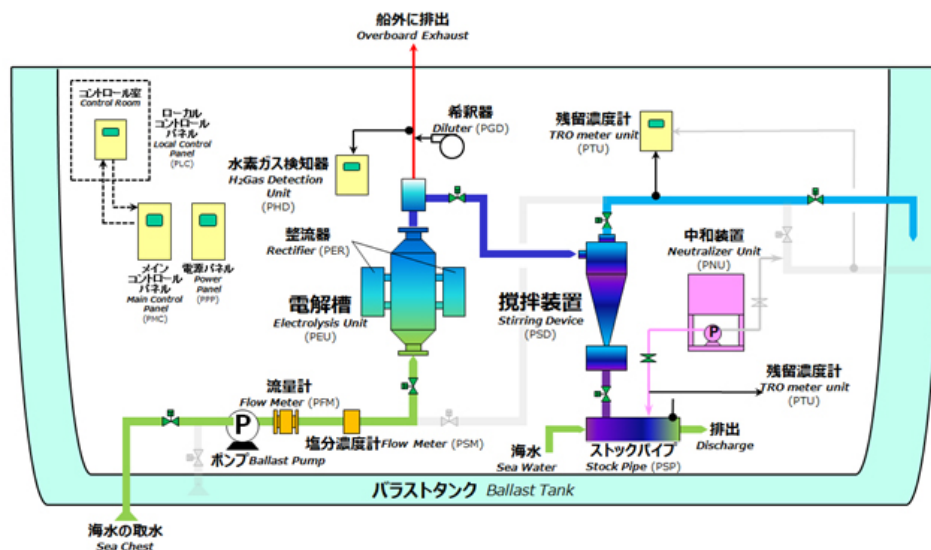 船外に排出
Overboard Exhaust
コントロール室
Control Room
ローカル
コントロール
パネル
Local Control
Panel
(PLC)
希釈器
Diluter (PGD)
残留濃度計
TRO meter unit
(PTU)
水素ガス検知器
H₂Gas Detection
Unit
(PHD)
整流器
Rectifier (PER)
中和装置
Neutralizer Unit
(PNU)
メイン
コントロール
パネル
Main Control
Panel
(PMC)
電源パネル
Power
Panel
(PPP)
電解槽
Electrolysis Unit
(PEU)
撹拌装置
Stirring Device
(PSD)
P
残留濃度計
TRO meter unit
(PTU)
流量計
Flow Meter (PFM)
P
塩分濃度計Flow Meter (PSM)
ポンプ Ballast Pump
海水
Sea Water
ストックパイプ
Stock Pipe (PSP)
排出
Discharge
バラストタンク Ballast Tank
海水の取水
Sea Chest